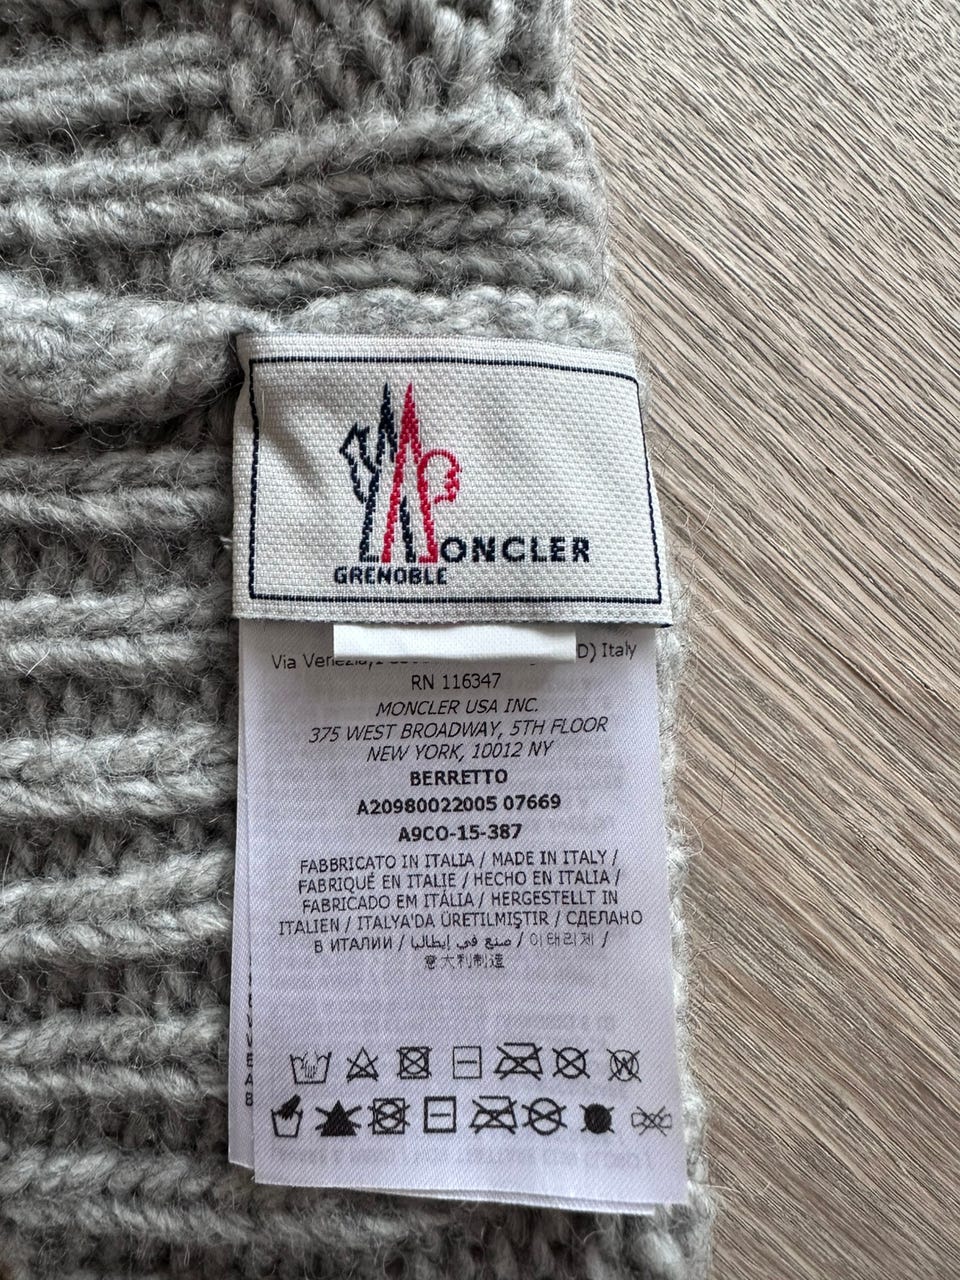 MONCLER
GRENOBLE
Via Venezia,1 D) Italy
RN 116347
MONCLER USA INC.
375 WEST BROADWAY, 5TH FLOOR
NEW YORK, 10012 NY
BERRETTO
A20980022005 07669
A9CO-15-387
FABBRICATO IN ITALIA / MADE IN ITALY /
FABRIQUÉ EN ITALIE / HECHO EN ITALIA /
FABRICADO EM ITÁLIA / HERGESTELLT IN
ITALIEN / ITALYA'DA ÜRETILMIŞTIR / СДЕЛАНО
В ИТАЛИИ / صنع في إيطاليا / 이태리제 /
意大利制造